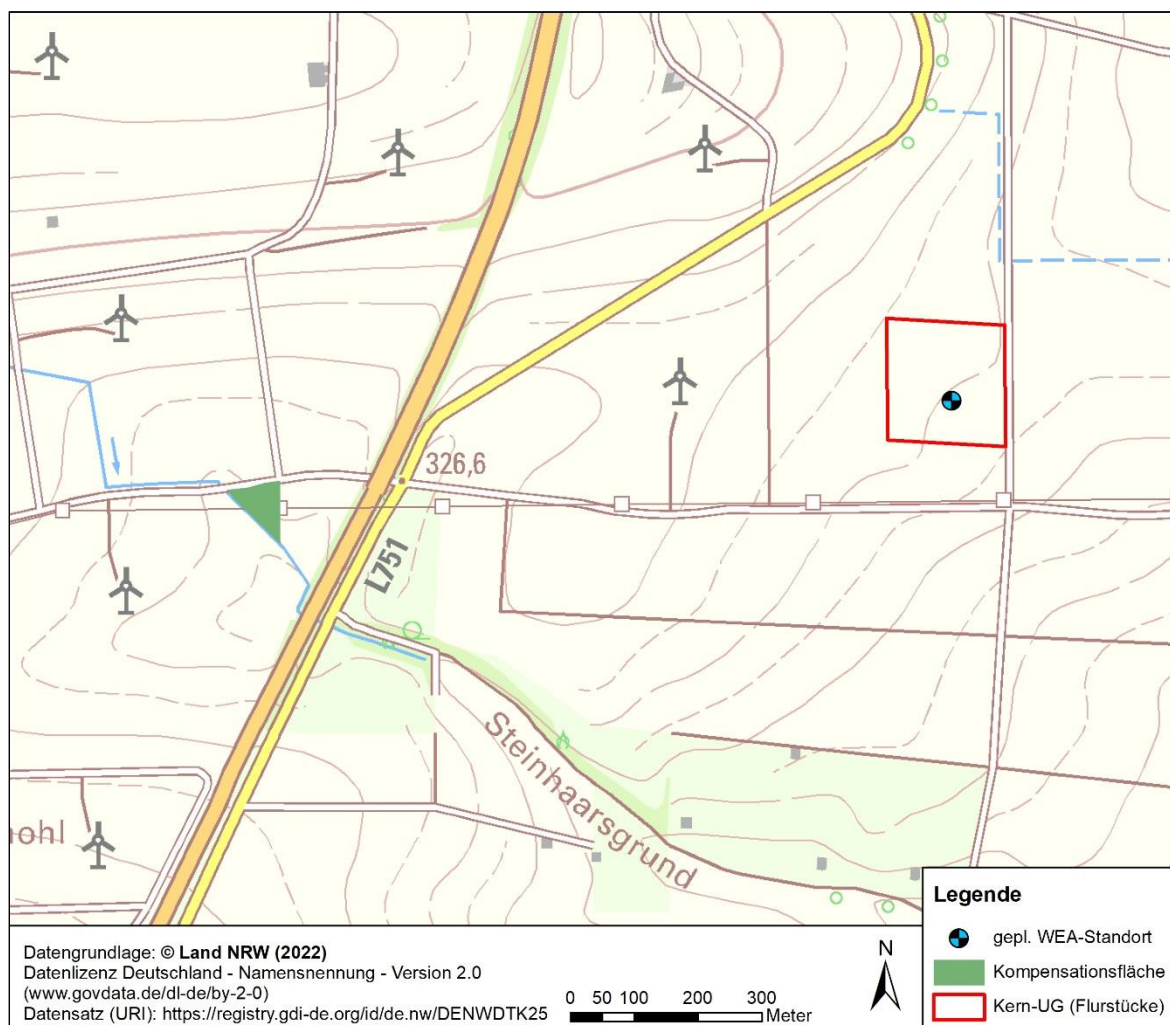 326,6
L751
Steinhaarsgrund
ohl
Legende
gepl. WEA-Standort
Kompensationsfläche
Kern-UG (Flurstücke)
Datengrundlage: © Land NRW (2022)
Datenlizenz Deutschland - Namensnennung - Version 2.0
(www.govdata.de/dl-de/by-2-0)
Datensatz (URI): https://registry.gdi-de.org/id/de.nw/DENWDTK25
0 50 100 200 300
Meter
N